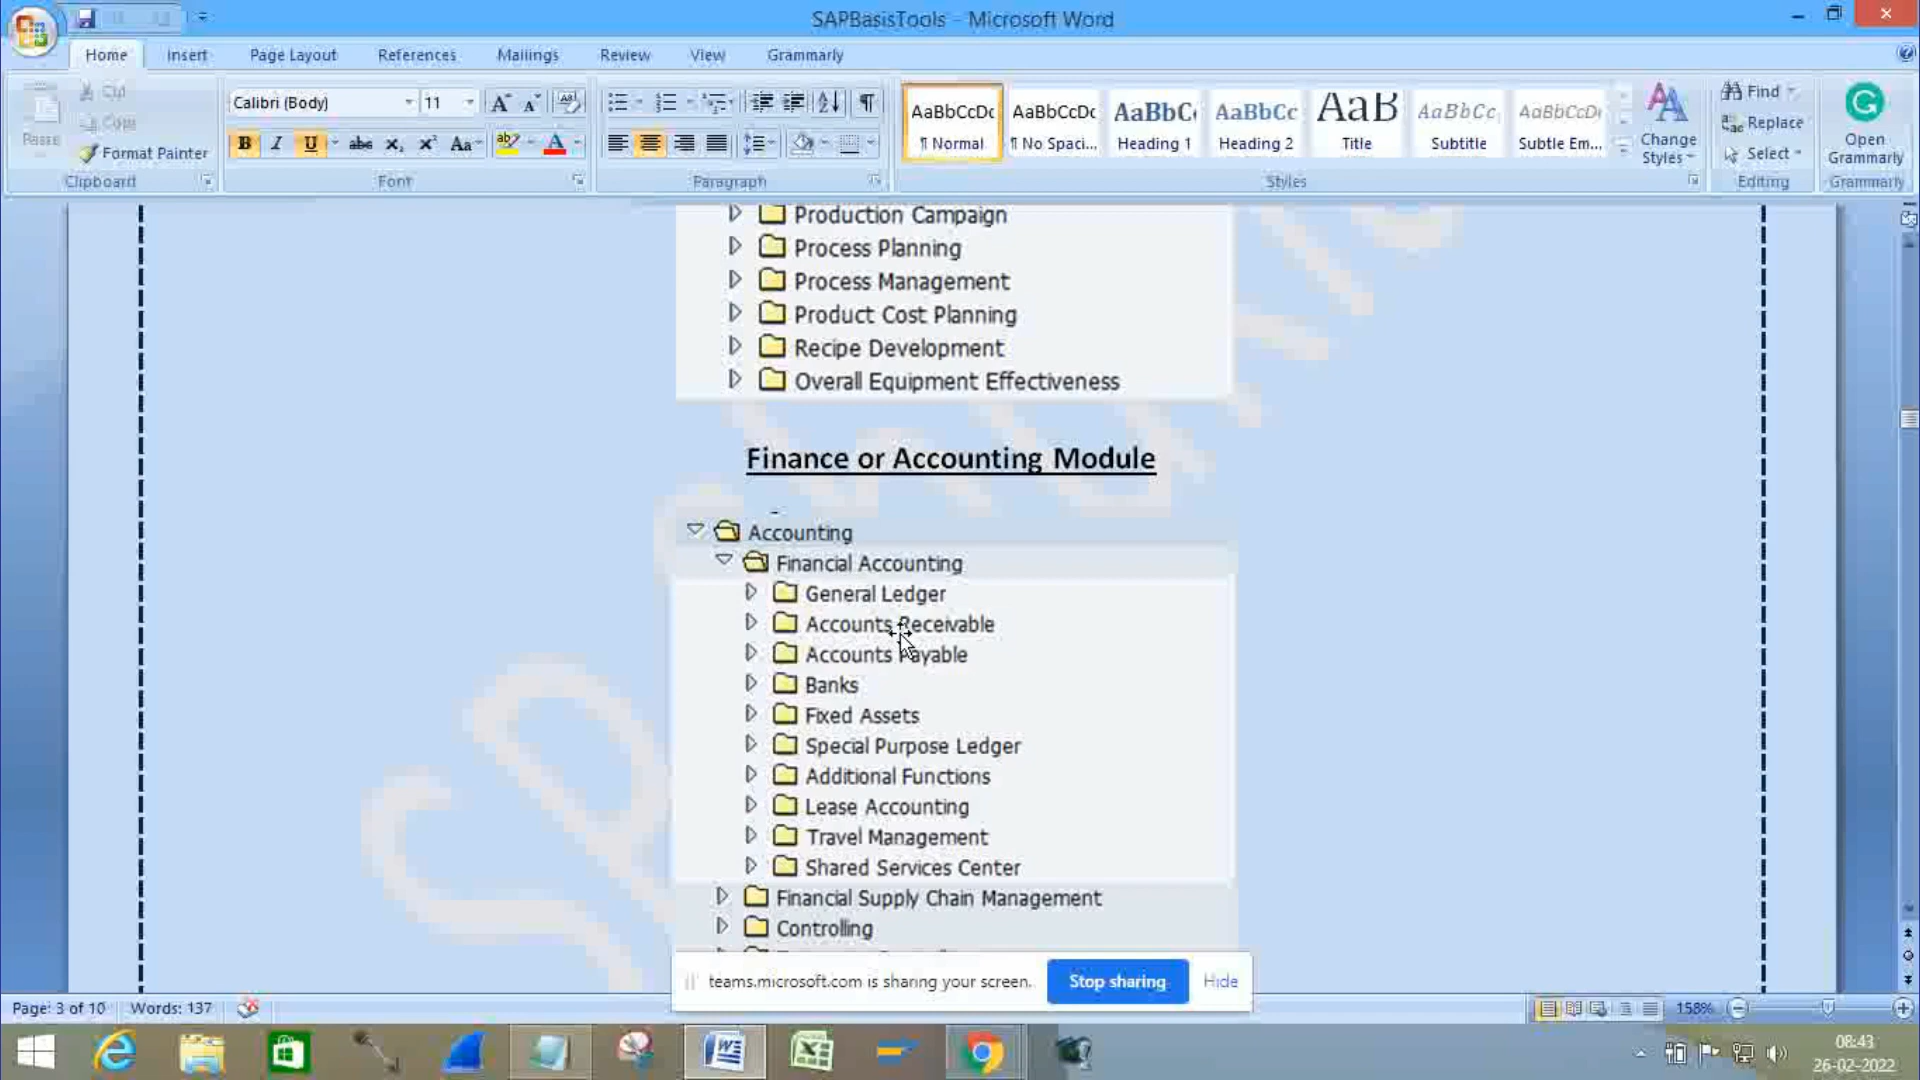 SAPBasisTools - Microsoft Word
Home Insert Page Layout References Mailings Review View Grammarly
Paste Cut Copy Format Painter
Calibri (Body) 11
AaBbCcDc AaBbCcDc AaBbC AaBbCc AaB AaBbCc. AaBbCcDı
¶ Normal ¶ No Spaci... Heading 1 Heading 2 Title Subtitle Subtle Em...
Change Styles
Find Replace Select
Open Grammarly
Clipboard Font Paragraph Styles Editing Grammarly
Production Campaign
Process Planning
Process Management
Product Cost Planning
Recipe Development
Overall Equipment Effectiveness
Finance or Accounting Module
Accounting
Financial Accounting
General Ledger
Accounts Receivable
Accounts Payable
Banks
Fixed Assets
Special Purpose Ledger
Additional Functions
Lease Accounting
Travel Management
Shared Services Center
Financial Supply Chain Management
Controlling
teams.microsoft.com is sharing your screen. Stop sharing Hide
Page: 3 of 10 Words: 137 158%
08:43
26-02-2022